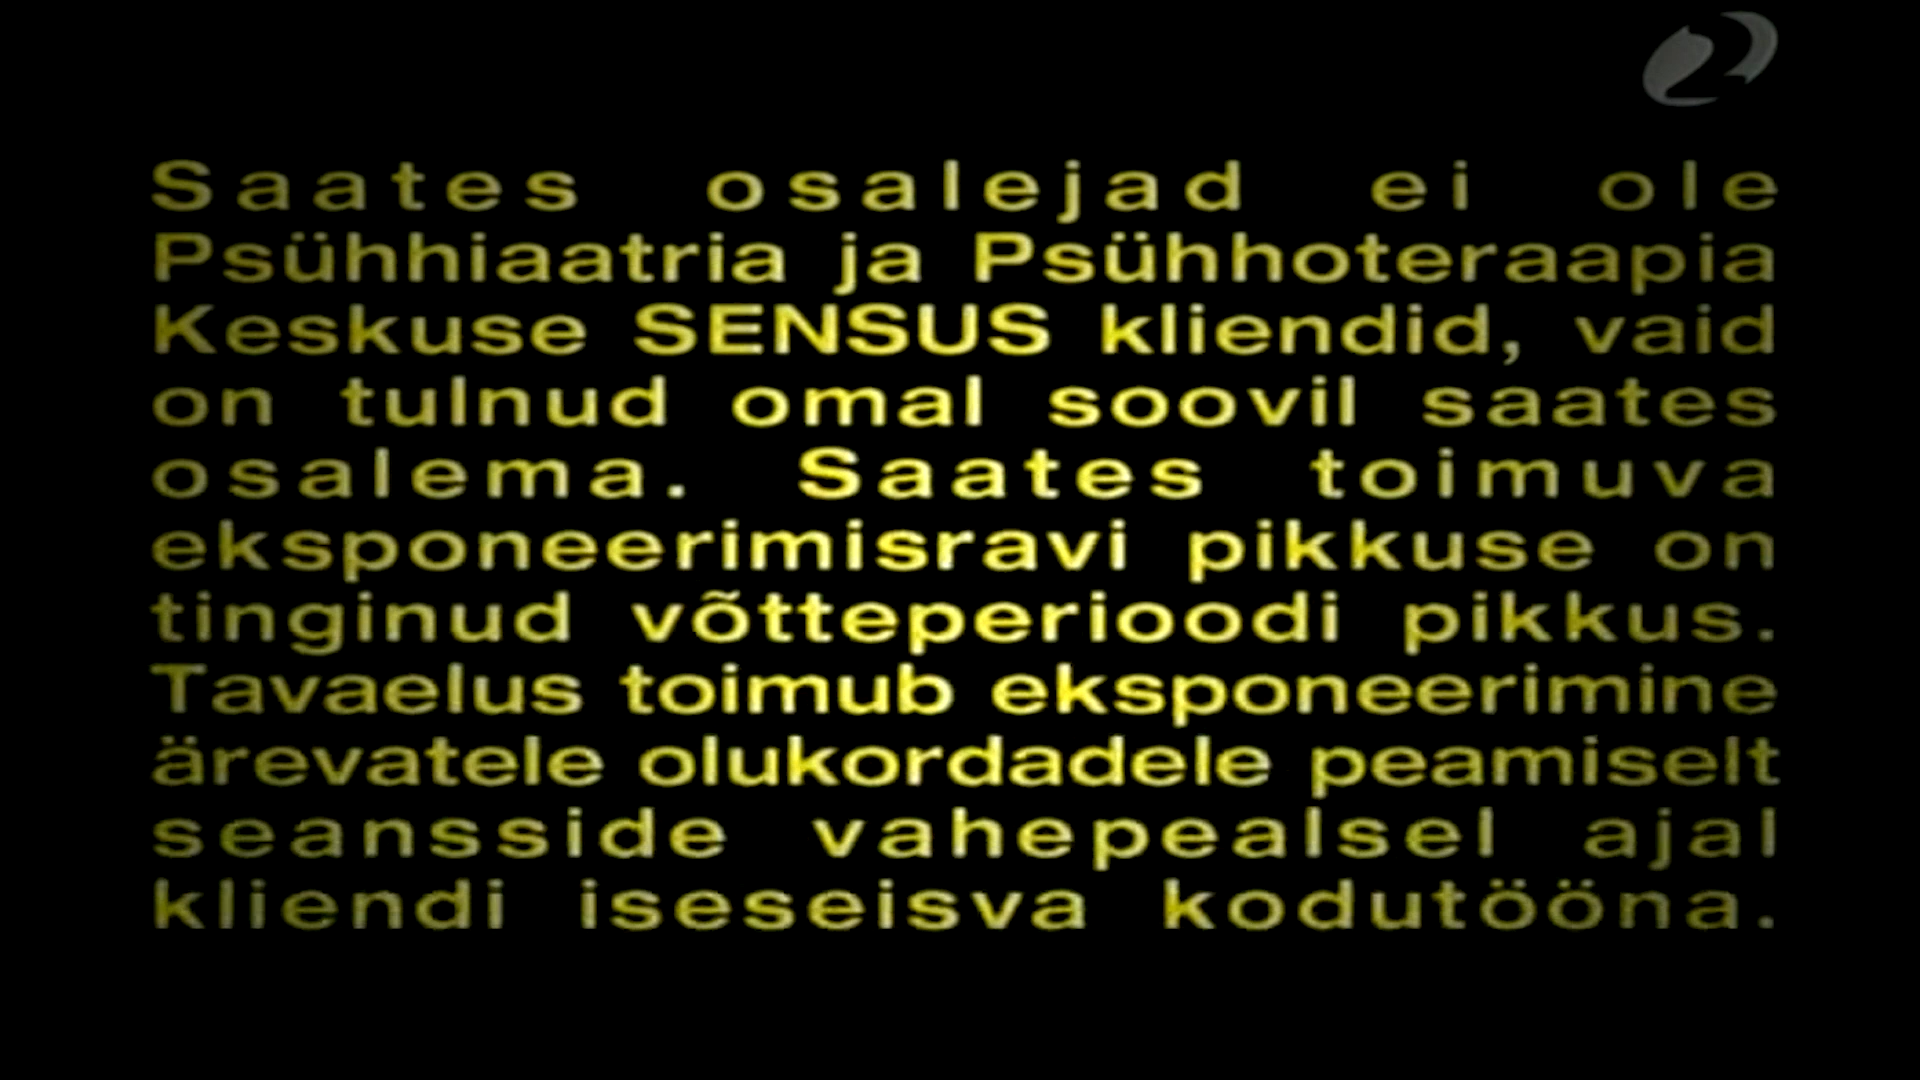 Saates osalejad ei ole
Psühhiaatria ja Psühhoteraapia
Keskuse SENSUS kliendid, vaid
on tulnud omal soovil saates
osalema. Saates toimuva
eksponeerimisravi pikkuse on
tinginud võtteperioodi pikkus.
Tavaelus toimub eksponeerimine
ärevatele olukordadele peamiselt
seansside vahepealsel ajal
kliendi iseseisva kodutööna.